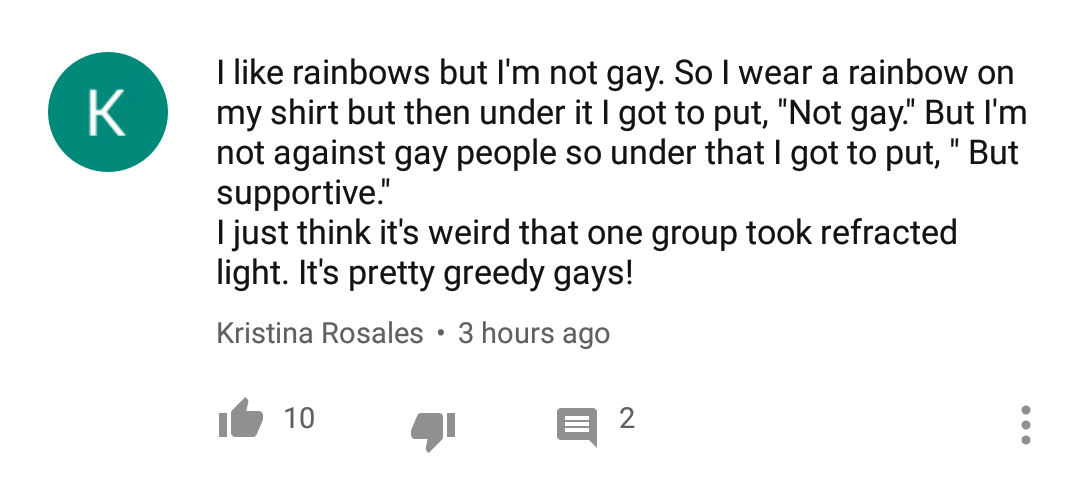 K
I like rainbows but I'm not gay. So I wear a rainbow on
my shirt but then under it I got to put, "Not gay." But I'm
not against gay people so under that I got to put, " But
supportive."
I just think it's weird that one group took refracted
light. It's pretty greedy gays!
Kristina Rosales • 3 hours ago
10 2